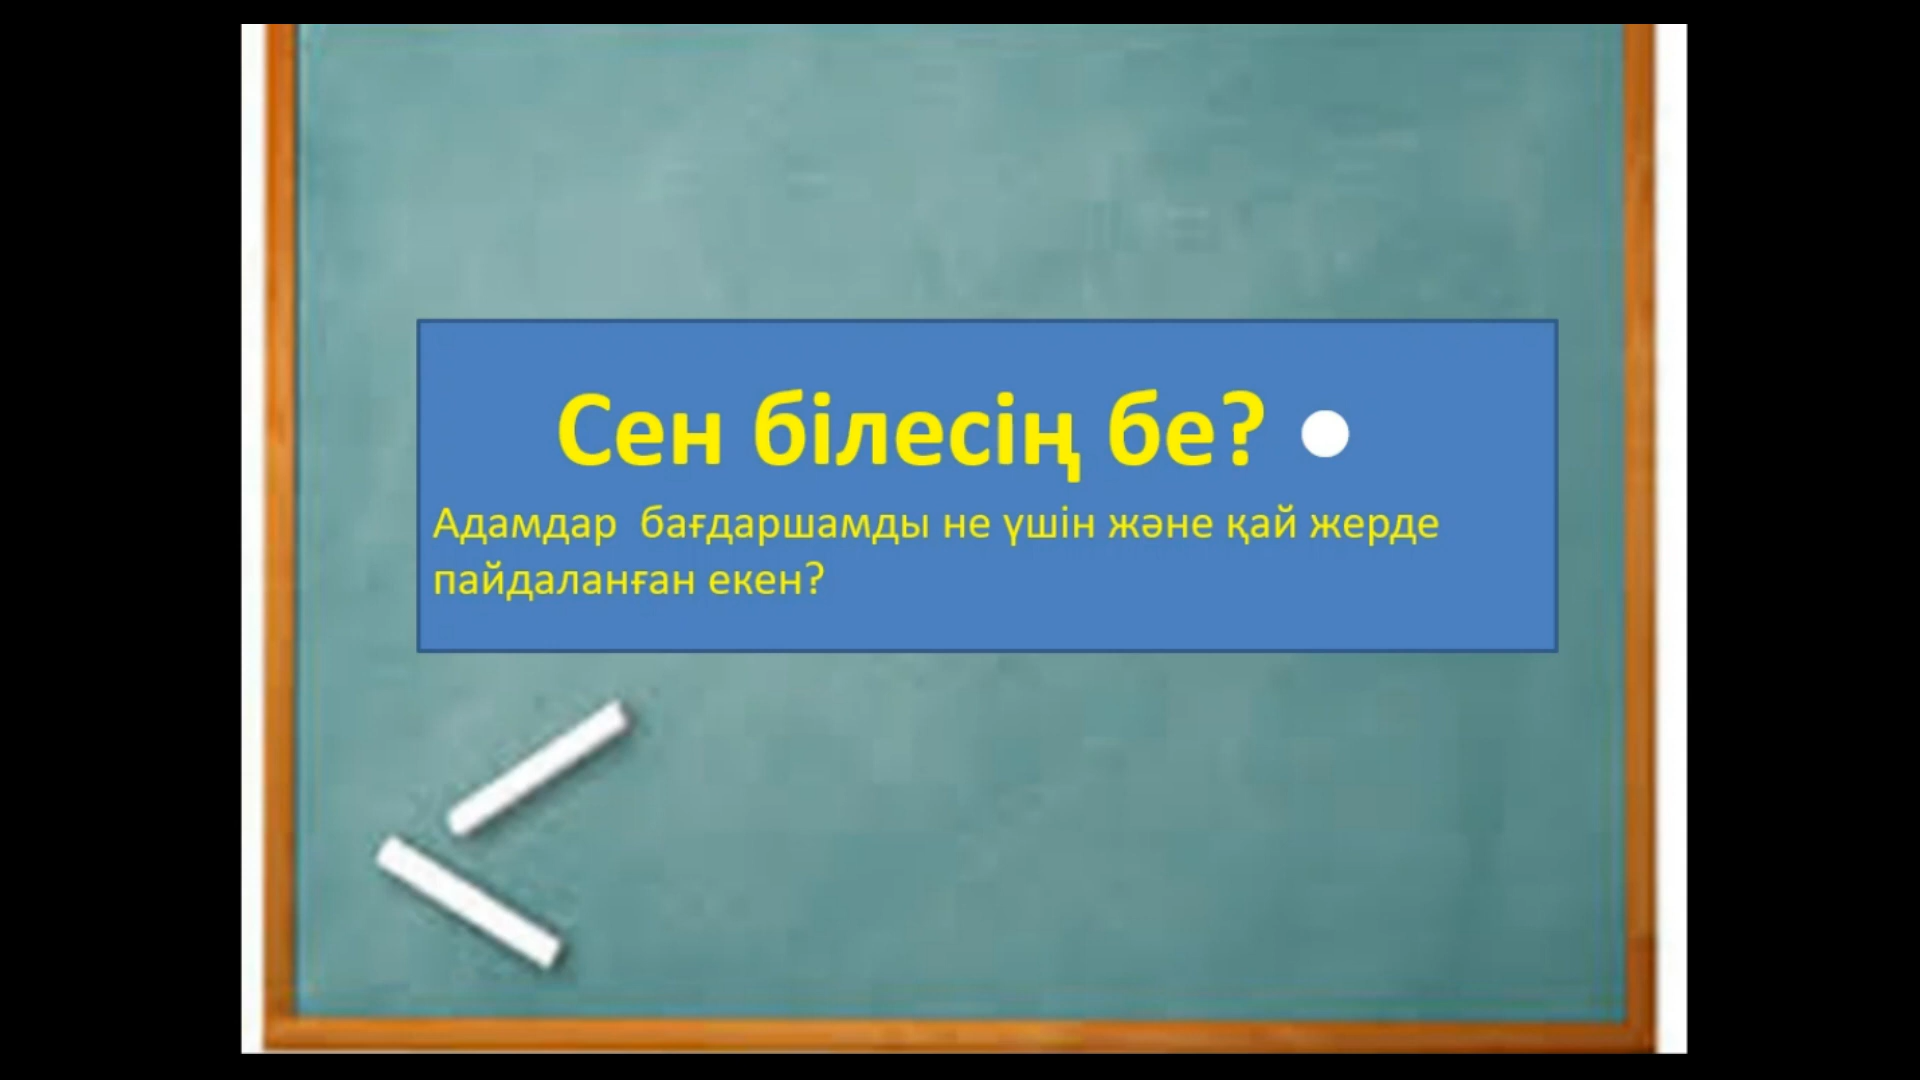 Сен білесің бе?
Адамдар бағдаршамды не үшін және қай жерде
пайдаланған екен?